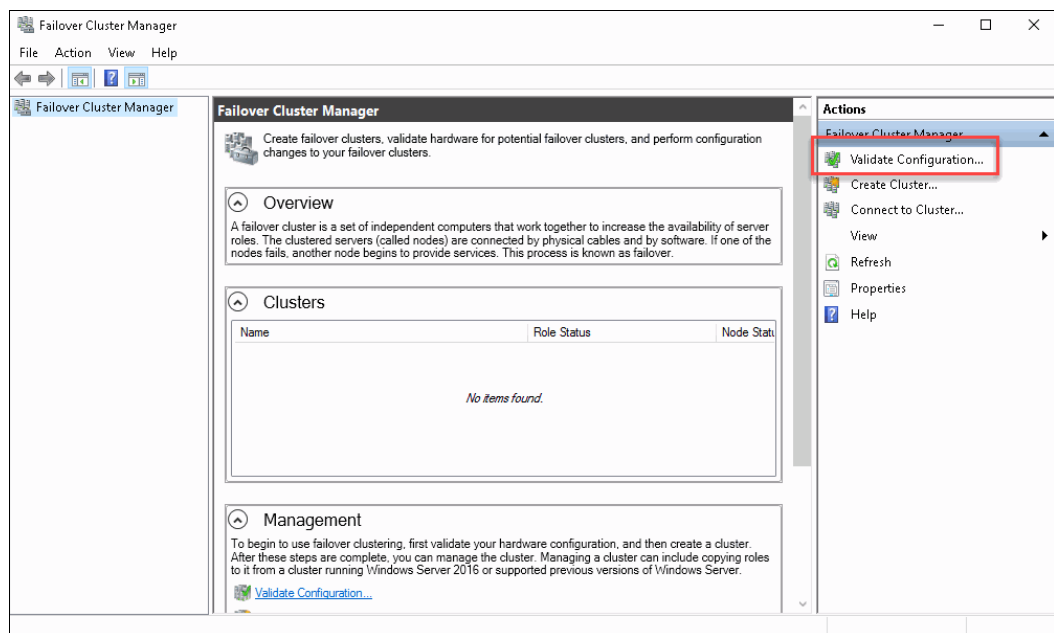 Failover Cluster Manager
File Action View Help
Failover Cluster Manager
Failover Cluster Manager
Create failover clusters, validate hardware for potential failover clusters, and perform configuration
changes to your failover clusters.
Overview
A failover cluster is a set of independent computers that work together to increase the availability of server
roles. The clustered servers (called nodes) are connected by physical cables and by software. If one of the
nodes fails, another node begins to provide services. This process is known as failover.
Clusters
Name Role Status Node Statu
No items found.
Management
To begin to use failover clustering, first validate your hardware configuration, and then create a cluster.
After these steps are complete, you can manage the cluster. Managing a cluster can include copying roles
to it from a cluster running Windows Server 2016 or supported previous versions of Windows Server.
Validate Configuration...
Actions
Failover Cluster Manager
Validate Configuration...
Create Cluster...
Connect to Cluster...
View
Refresh
Properties
Help